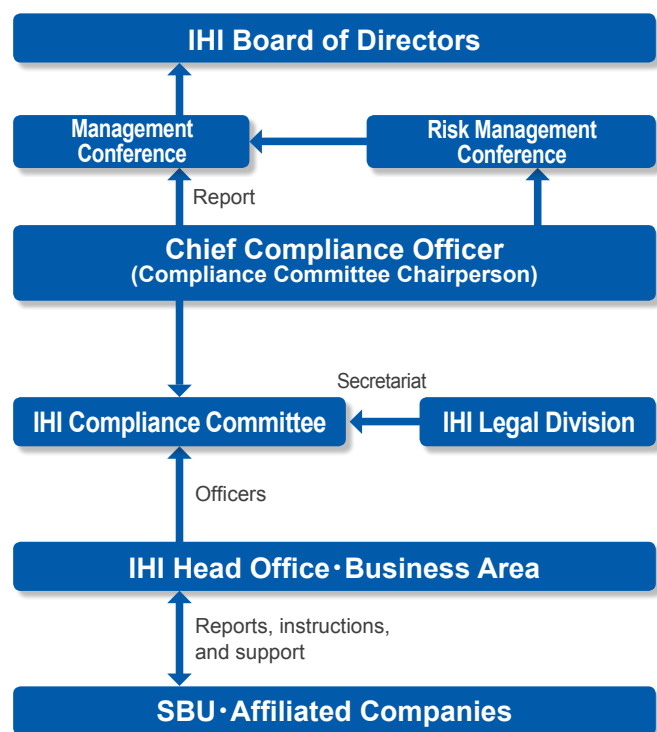 IHI Board of Directors
Management
Conference
Risk Management
Conference
Report
Chief Compliance Officer
(Compliance Committee Chairperson)
Secretariat
IHI Compliance Committee
IHI Legal Division
Officers
IHI Head Office･Business Area
Reports, instructions,
and support
SBU･Affiliated Companies